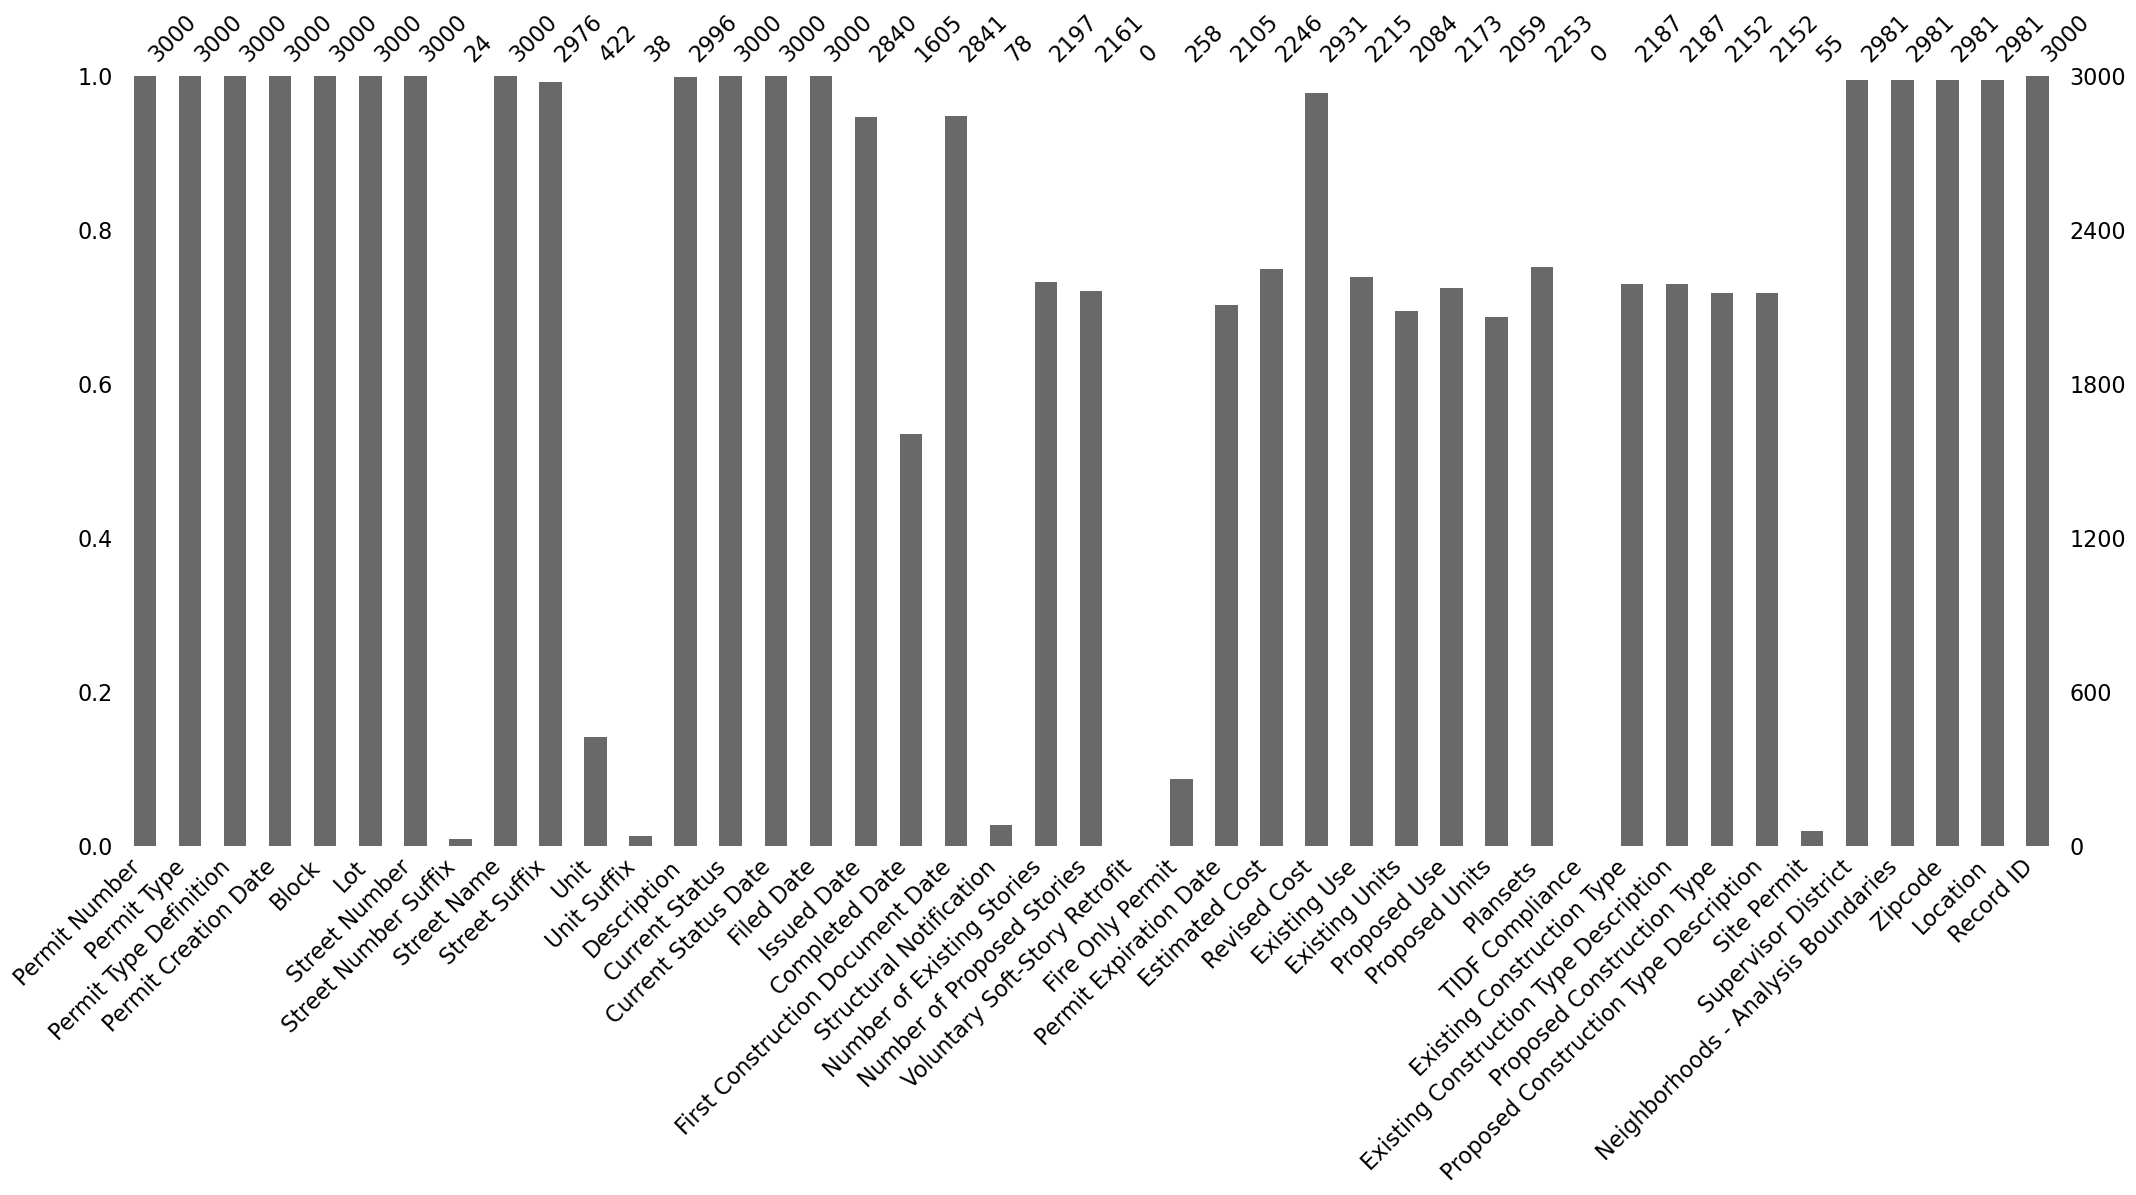 3000
3000
3000
3000
3000
3000
3000
24
3000
2976
422
38
2996
3000
3000
3000
2840
1605
2841
78
2197
2161
0
258
2105
2246
2931
2215
2084
2173
2059
2253
0
2187
2187
2152
2152
55
2981
2981
2981
2981
3000
1.0
0.8
0.6
0.4
0.2
0.0
3000
2400
1800
1200
600
0
Permit Number
Permit Type
Permit Type Definition
Permit Creation Date
Block
Lot
Street Number
Street Number Suffix
Street Name
Street Suffix
Unit
Unit Suffix
Description
Current Status
Current Status Date
Filed Date
Issued Date
Completed Date
First Construction Document Date
Structural Notification
Number of Existing Stories
Number of Proposed Stories
Voluntary Soft-Story Retrofit
Fire Only Permit
Permit Expiration Date
Estimated Cost
Revised Cost
Existing Use
Existing Units
Proposed Use
Proposed Units
Plansets
TIDF Compliance
Existing Construction Type
Existing Construction Type Description
Proposed Construction Type
Proposed Construction Type Description
Site Permit
Supervisor District
Neighborhoods - Analysis Boundaries
Zipcode
Location
Record ID